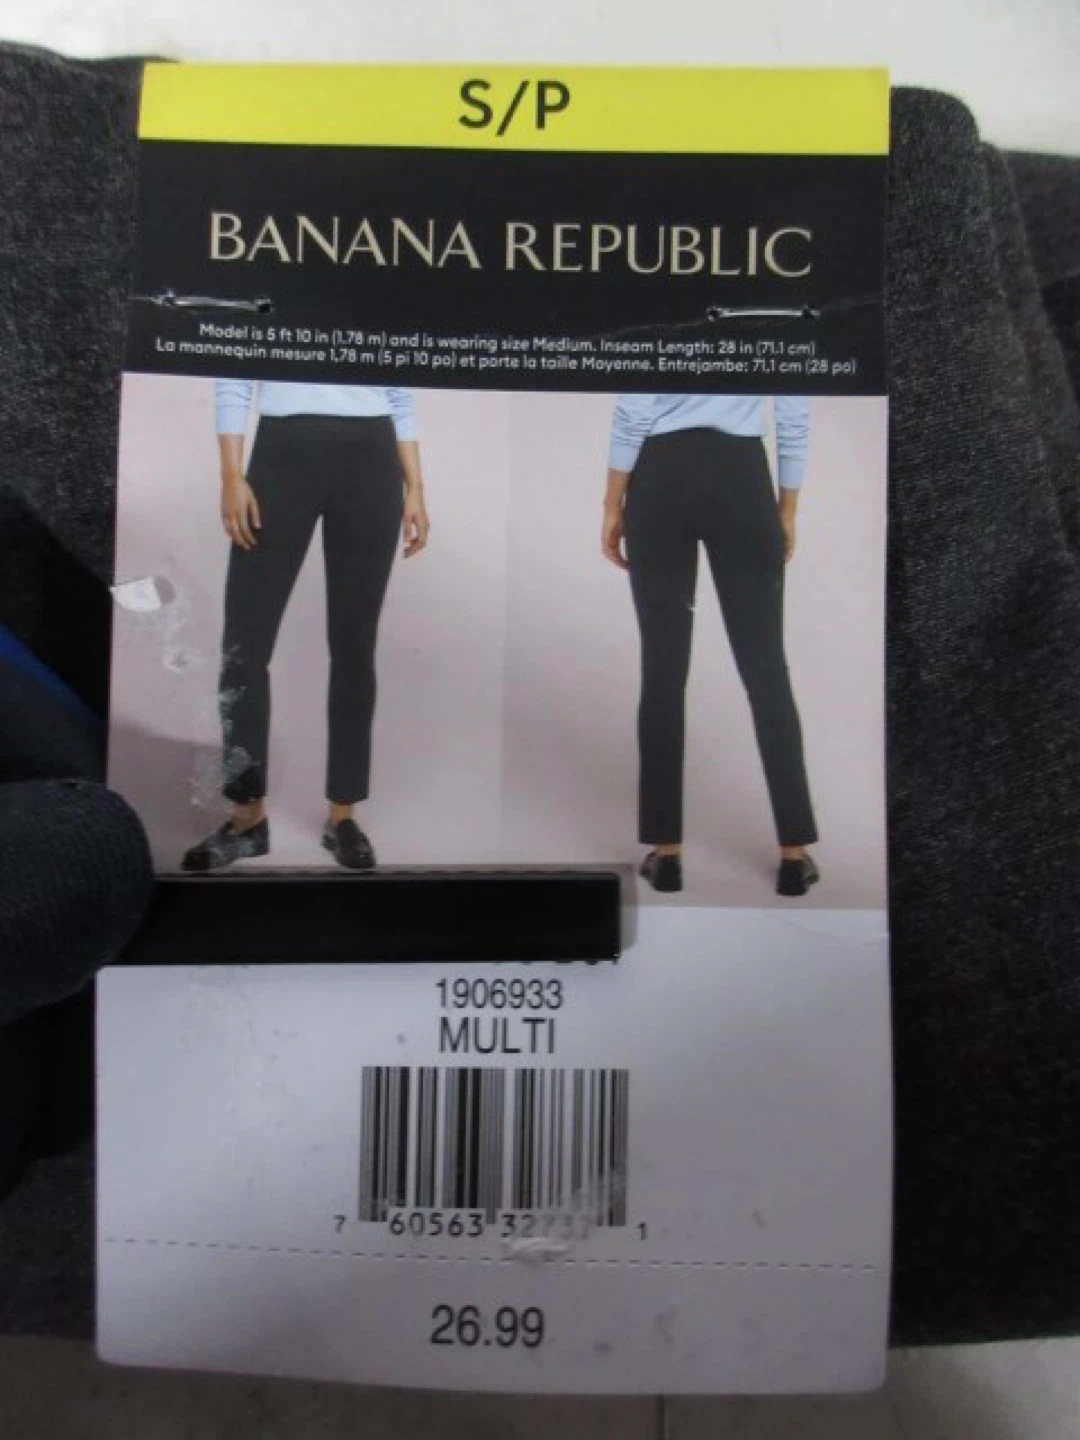 S/P
BANANA REPUBLIC
Model is 5 ft 10 in (1.78 m) and is wearing size Medium. Inseam Length: 28 in (71.1 cm)
La mannequin mesure 1,78 m (5 pi 10 po) et porte la taille Moyenne. Entrejambe: 71,1 cm (28 po)
1906933
MULTI
7 60563 32737 1
26.99